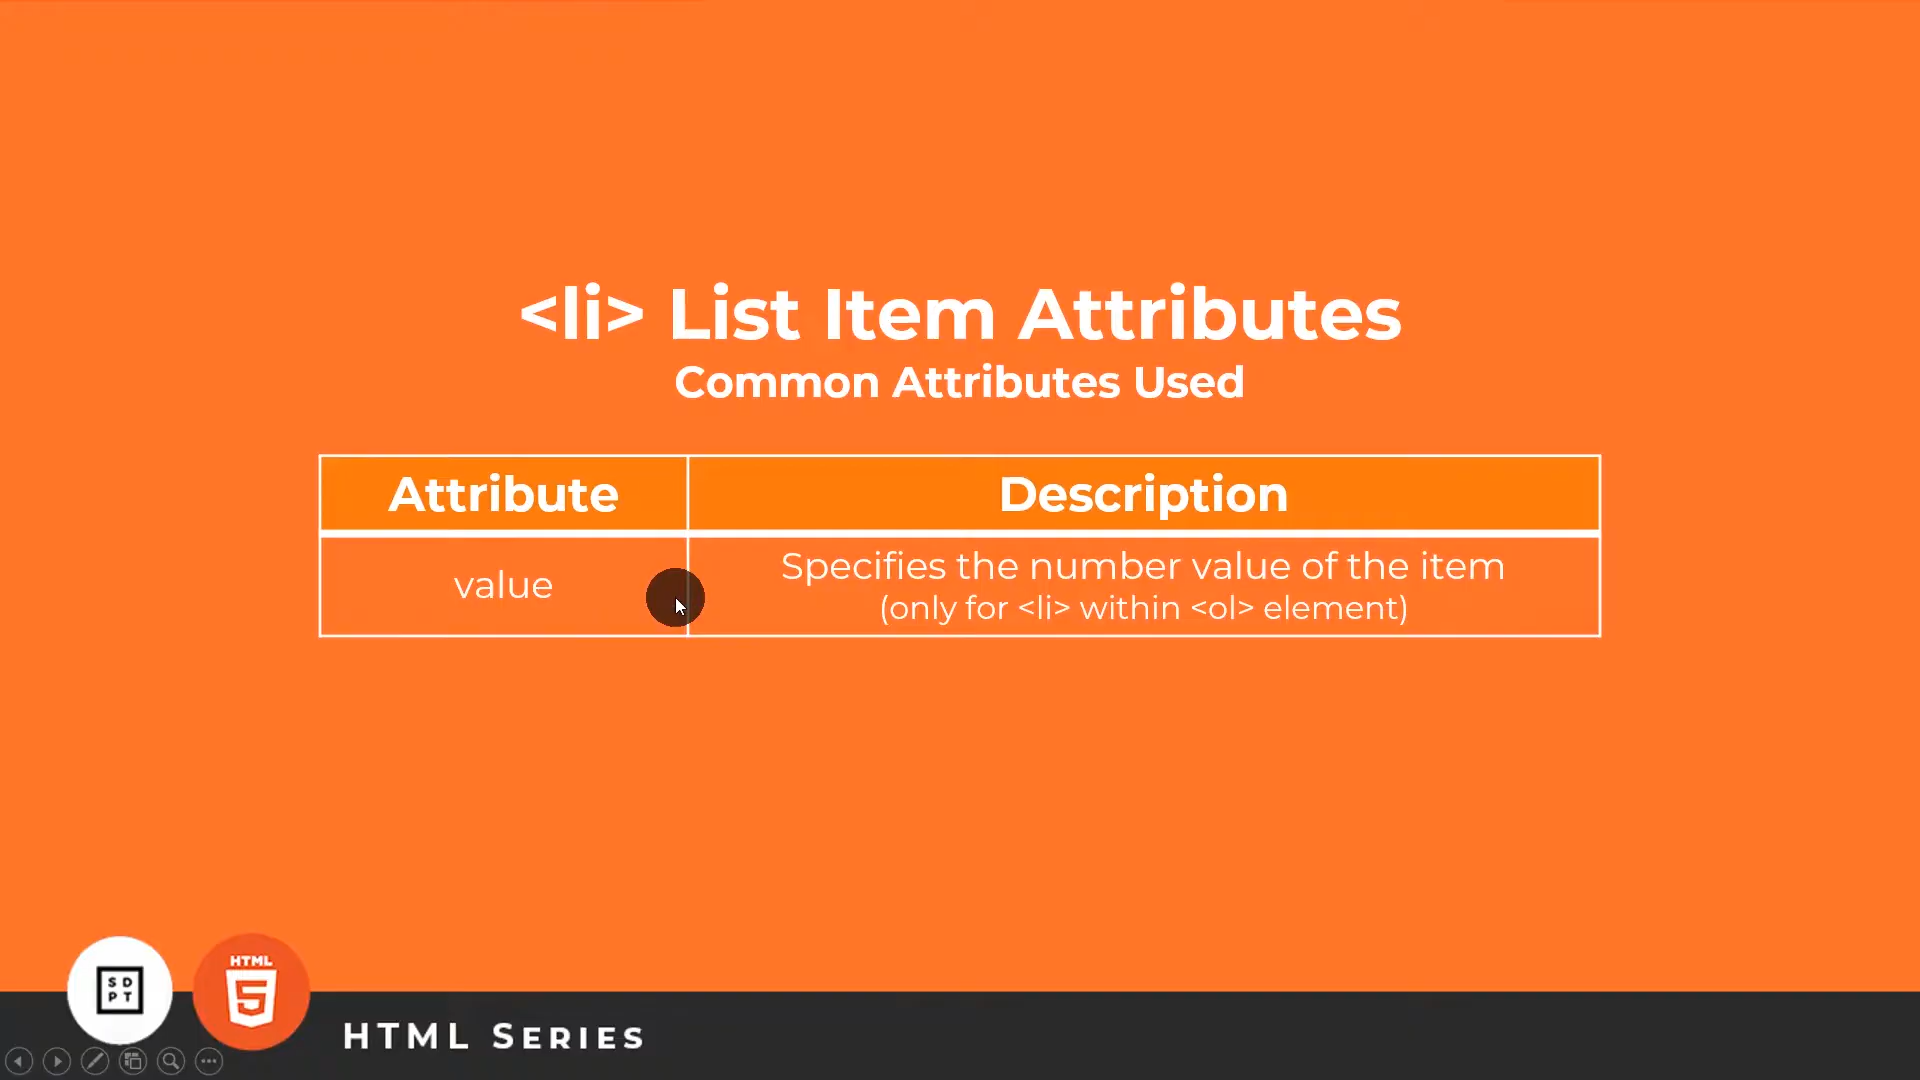 <li> List Item Attributes
Common Attributes Used
Attribute
Description
value
Specifies the number value of the item
(only for <li> within <ol> element)
S D
P T
HTML
5
HTML SERIES